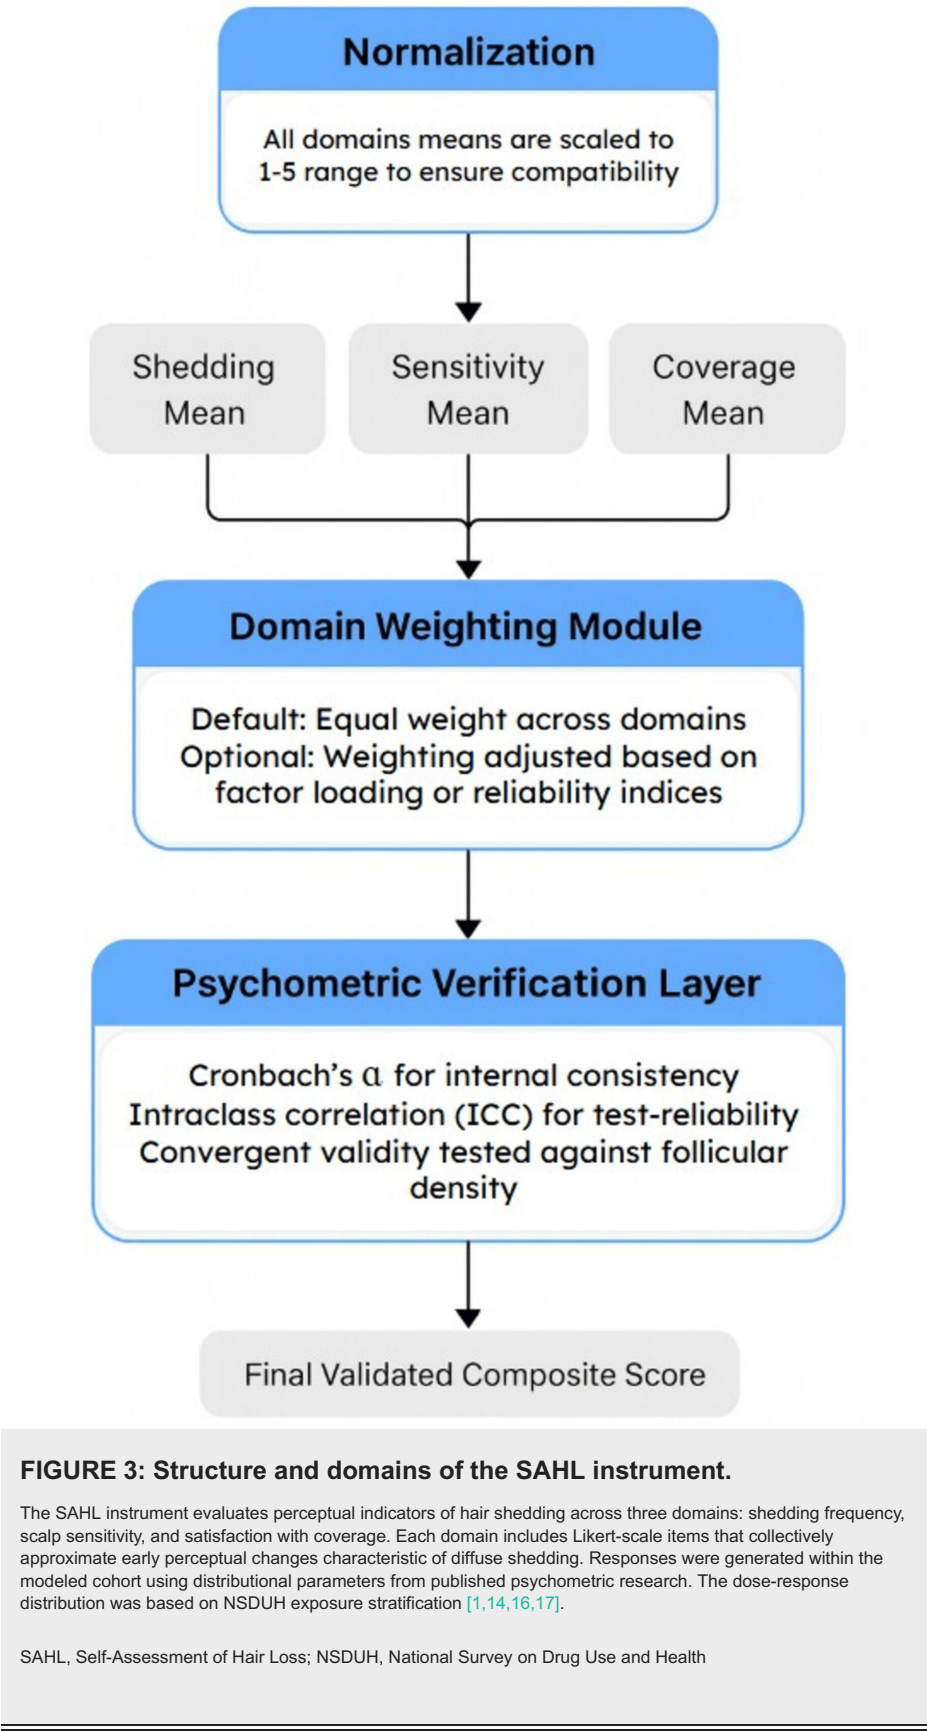 Normalization
All domains means are scaled to
1-5 range to ensure compatibility
Shedding
Mean
Sensitivity
Mean
Coverage
Mean
Domain Weighting Module
Default: Equal weight across domains
Optional: Weighting adjusted based on
factor loading or reliability indices
Psychometric Verification Layer
Cronbach's α for internal consistency
Intraclass correlation (ICC) for test-reliability
Convergent validity tested against follicular
density
Final Validated Composite Score
FIGURE 3: Structure and domains of the SAHL instrument.
The SAHL instrument evaluates perceptual indicators of hair shedding across three domains: shedding frequency,
scalp sensitivity, and satisfaction with coverage. Each domain includes Likert-scale items that collectively
approximate early perceptual changes characteristic of diffuse shedding. Responses were generated within the
modeled cohort using distributional parameters from published psychometric research. The dose-response
distribution was based on NSDUH exposure stratification [1,14,16,17].
SAHL, Self-Assessment of Hair Loss; NSDUH, National Survey on Drug Use and Health